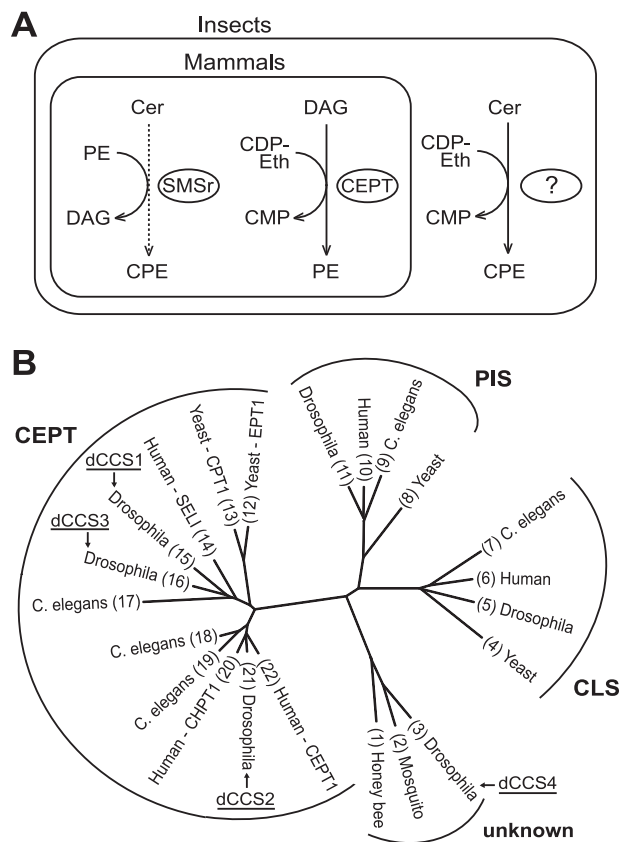 A
Insects
Mammals
Cer
DAG
Cer
PE
CDP-
Eth
CDP-
Eth
SMSr
CEPT
?
DAG
CMP
CMP
CPE
PE
CPE
B
PIS
CEPT
CLS
unknown
dCCS1
dCCS3
dCCS2
dCCS4
(1) Honey bee
(2) Mosquito
(3) Drosophila
(4) Yeast
(5) Drosophila
(6) Human
(7) C. elegans
(8) Yeast
(9) C. elegans
Human (10)
Drosophila (11)
(12) Yeast - EPT1
Yeast - CPT1 (13)
Human - SELI (14)
Drosophila (15)
Drosophila (16)
C. elegans (17)
C. elegans (18)
C. elegans (19)
Human - CHPT1 (20)
(21) Drosophila
(22) Human - CEPT1